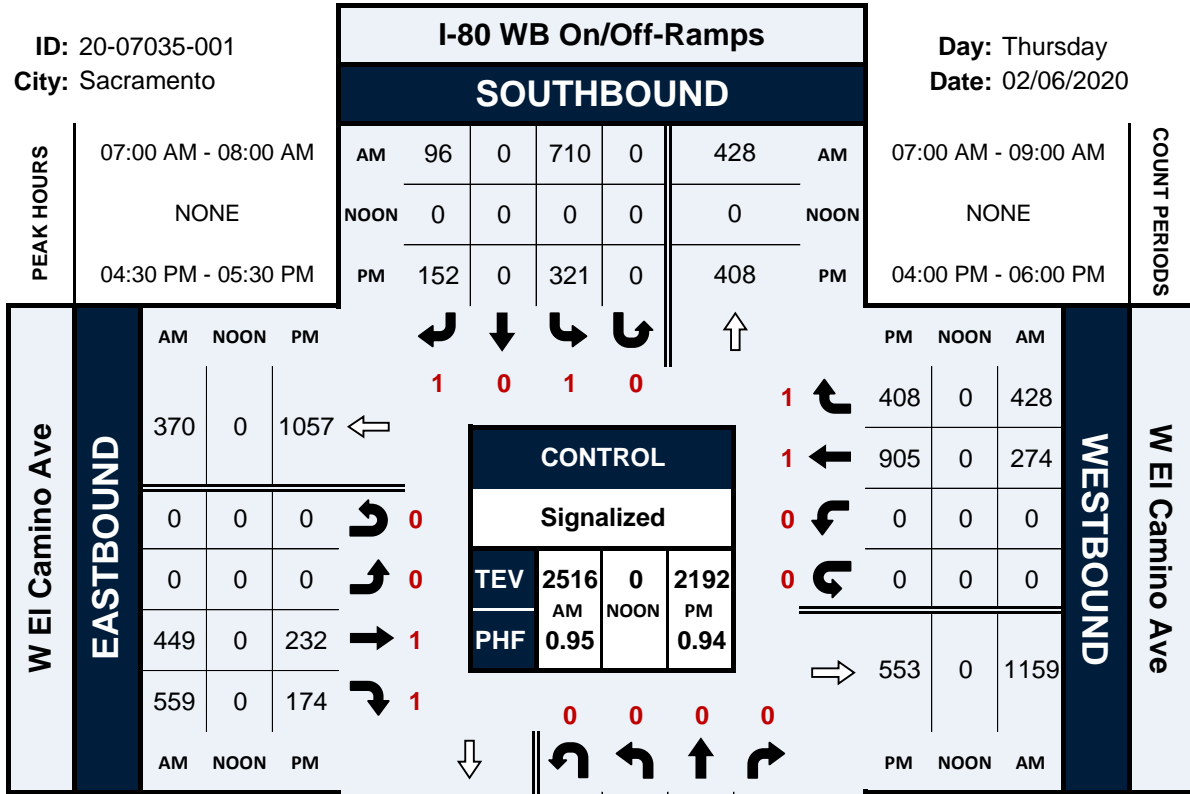 I-80 WB On/Off-Ramps
ID: 20-07035-001
Day: Thursday
City: Sacramento
Date: 02/06/2020
SOUTHBOUND
PEAK HOURS
07:00 AM - 08:00 AM
NONE
04:30 PM - 05:30 PM
AM 96 0 710 0 428 AM
NOON 0 0 0 0 0 NOON
PM 152 0 321 0 408 PM
07:00 AM - 09:00 AM
NONE
04:00 PM - 06:00 PM
COUNT PERIODS
1 0 1 0
W El Camino Ave
EASTBOUND
AM NOON PM
370 0 1057
0 0 0 0
0 0 0 0
449 0 232 1
559 0 174 1
AM NOON PM
CONTROL
Signalized
TEV 2516 0 2192
AM NOON PM
PHF 0.95 0.94
PM NOON AM
1 408 0 428
1 905 0 274
0 0 0 0
0 0 0 0
553 0 1159
PM NOON AM
WESTBOUND
W El Camino Ave
0 0 0 0